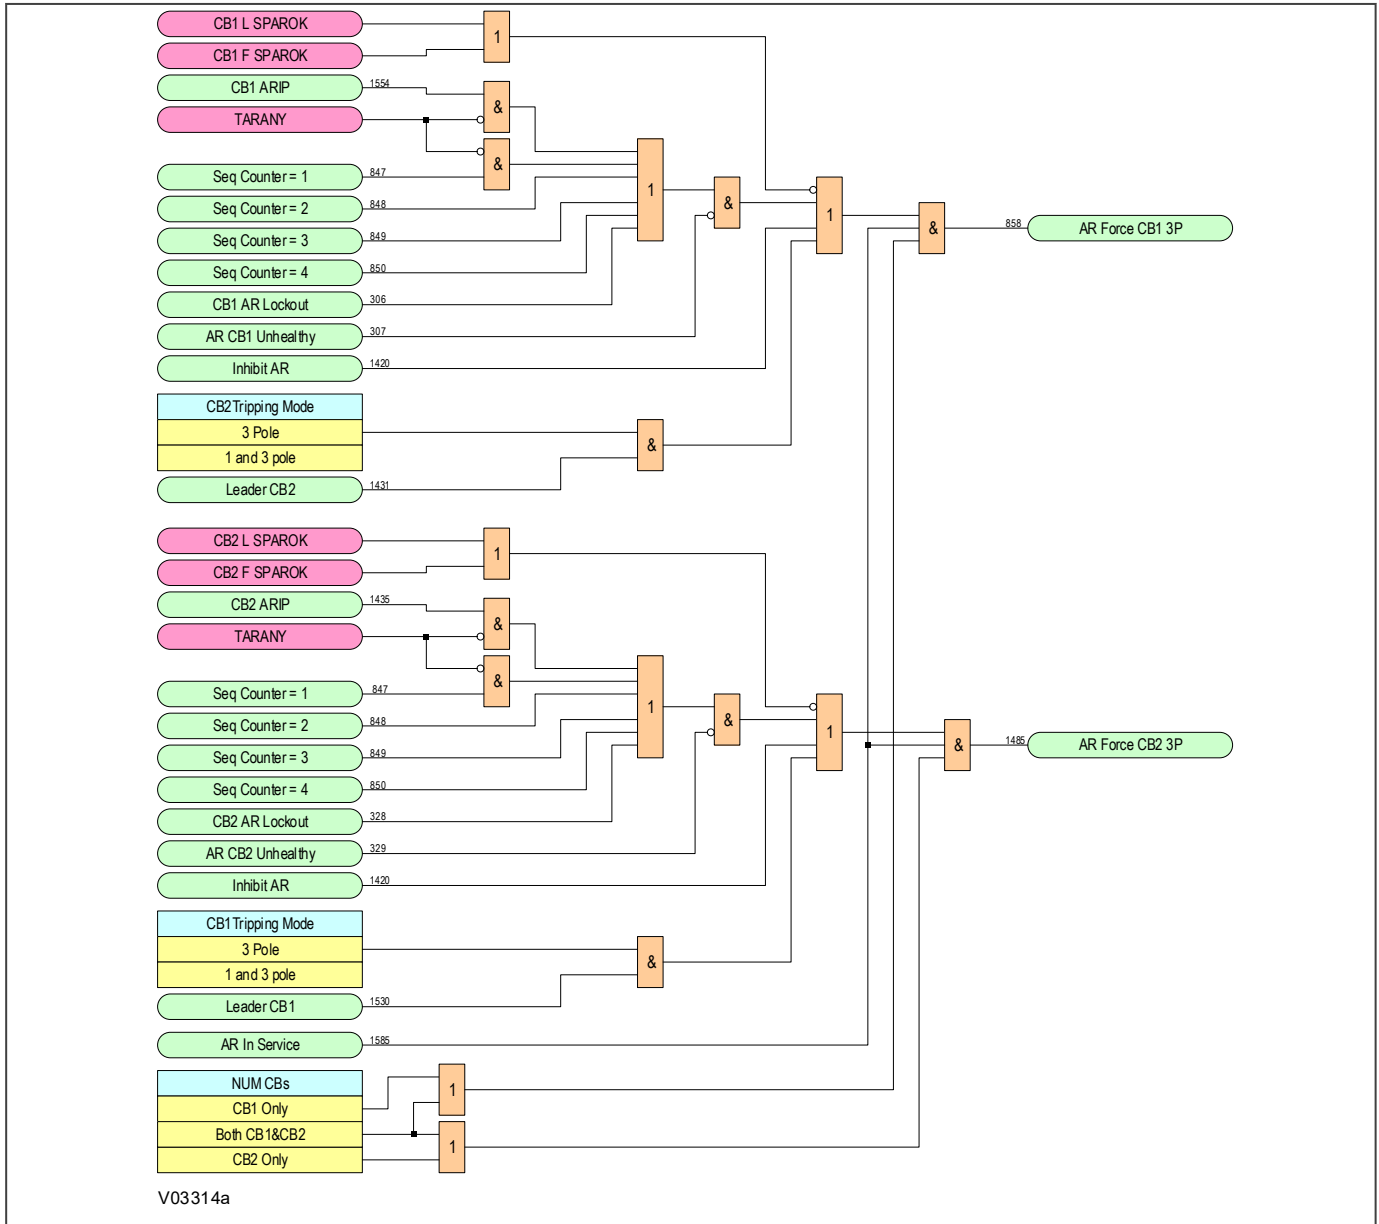 CB1 L SPAROK
1
CB1 F SPAROK
CB1 ARIP 1554
&
TARANY
&
Seq Counter = 1 847
1
&
Seq Counter = 2 848
1
&
AR Force CB1 3P 858
Seq Counter = 3 849
Seq Counter = 4 850
CB1 AR Lockout 306
AR CB1 Unhealthy 307
Inhibit AR 1420
CB2Tripping Mode
3 Pole
&
1 and 3 pole
Leader CB2 1431
CB2 L SPAROK
1
CB2 F SPAROK
CB2 ARIP 1435
&
TARANY
&
Seq Counter = 1 847
1
&
Seq Counter = 2 848
1
&
1485 AR Force CB2 3P
Seq Counter = 3 849
Seq Counter = 4 850
CB2 AR Lockout 328
AR CB2 Unhealthy 329
Inhibit AR 1420
CB1Tripping Mode
3 Pole
&
1 and 3 pole
Leader CB1 1530
AR In Service 1585
NUM CBs
1
CB1 Only
Both CB1&CB2
1
CB2 Only
V03314a